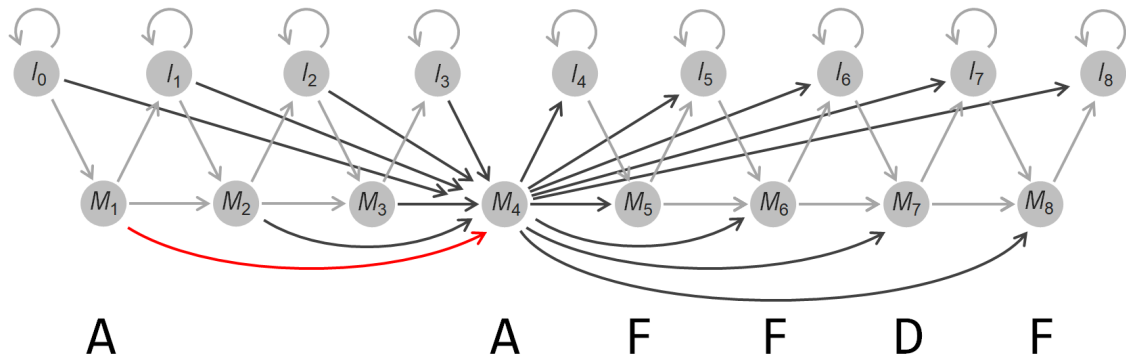 I₀ I₁ I₂ I₃ I₄ I₅ I₆ I₇ I₈
M₁ M₂ M₃ M₄ M₅ M₆ M₇ M₈
A A F F D F